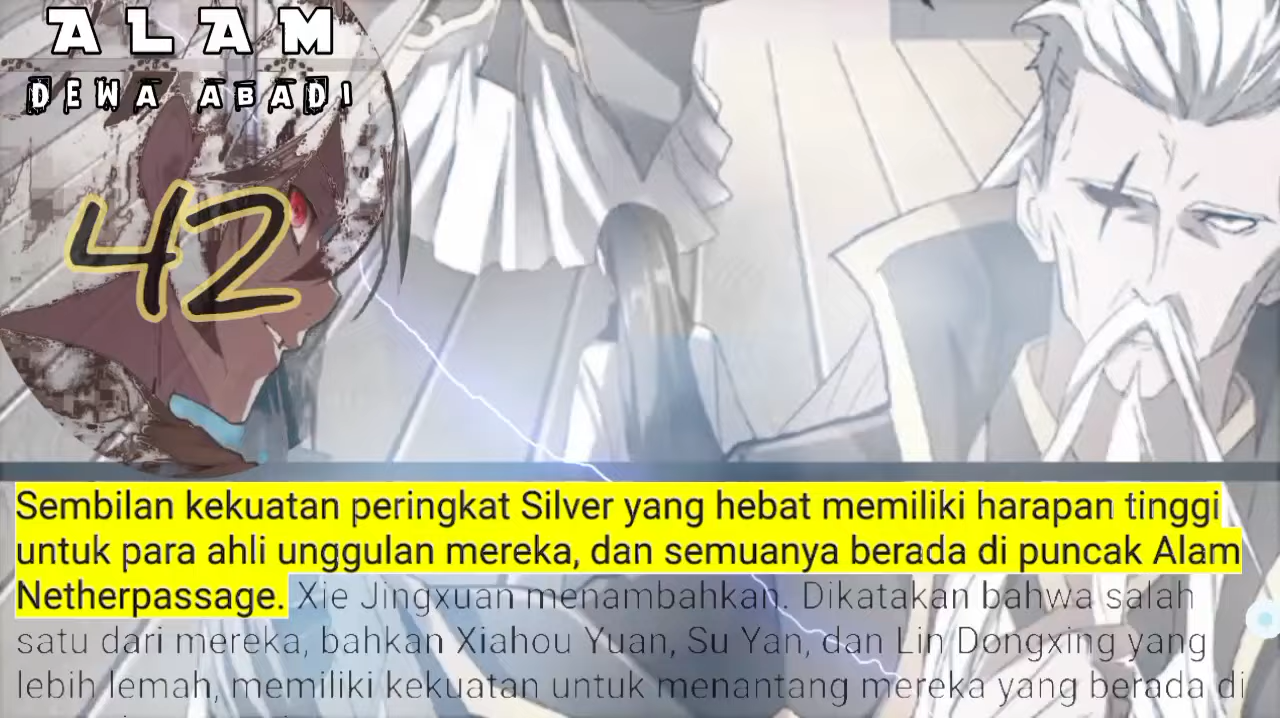 ALAM
DEWA ABADI
42
Sembilan kekuatan peringkat Silver yang hebat memiliki harapan tinggi
untuk para ahli unggulan mereka, dan semuanya berada di puncak Alam
Netherpassage. Xie Jingxuan menambahkan. Dikatakan bahwa salah
satu dari mereka, bahkan Xiahou Yuan, Su Yan, dan Lin Dongxing yang
lebih lemah, memiliki kekuatan untuk menantang mereka yang berada di